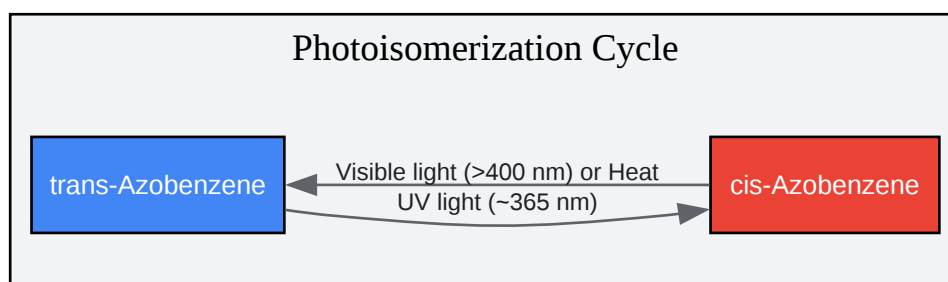 Photoisomerization Cycle
trans-Azobenzene
Visible light (>400 nm) or Heat
UV light (~365 nm)
cis-Azobenzene